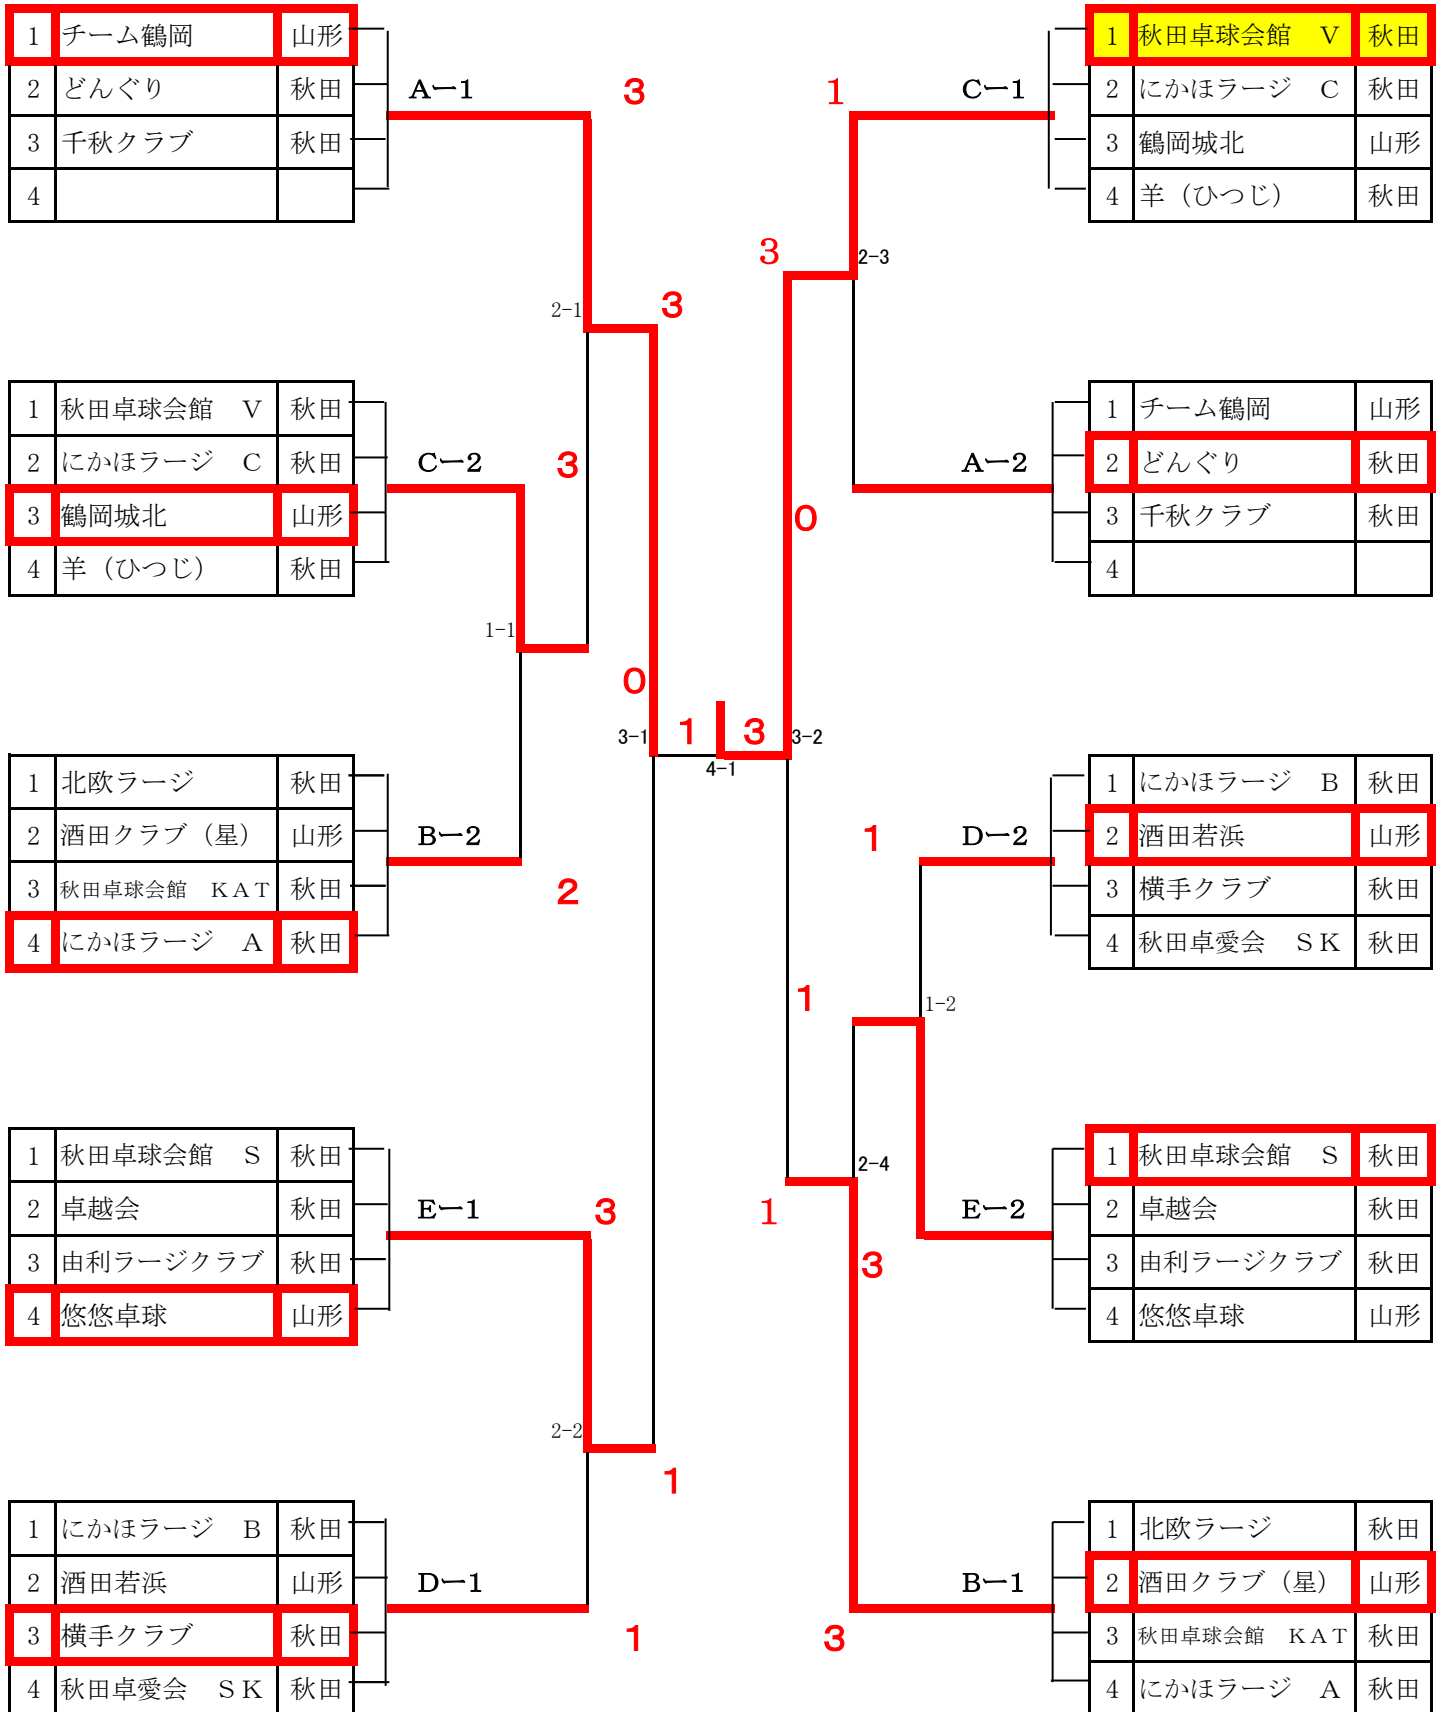 1 チーム鶴岡 山形
2 どんぐり 秋田
3 千秋クラブ 秋田
4
A－1
3
1
C－1
1 秋田卓球会館　V 秋田
2 にかほラージ　C 秋田
3 鶴岡城北 山形
4 羊（ひつじ） 秋田
3
2-3
2-1
3
1 秋田卓球会館　V 秋田
2 にかほラージ　C 秋田
3 鶴岡城北 山形
4 羊（ひつじ） 秋田
C－2
3
0
A－2
1 チーム鶴岡 山形
2 どんぐり 秋田
3 千秋クラブ 秋田
4
1-1
0
3-1
1
3
3-2
4-1
1 北欧ラージ 秋田
2 酒田クラブ（星） 山形
3 秋田卓球会館　KAT 秋田
4 にかほラージ　A 秋田
B－2
2
1
D－2
1 にかほラージ　B 秋田
2 酒田若浜 山形
3 横手クラブ 秋田
4 秋田卓愛会　SK 秋田
1
1-2
1 秋田卓球会館　S 秋田
2 卓越会 秋田
3 由利ラージクラブ 秋田
4 悠悠卓球 山形
E－1
3
2-4
1
3
E－2
1 秋田卓球会館　S 秋田
2 卓越会 秋田
3 由利ラージクラブ 秋田
4 悠悠卓球 山形
2-2
1
1 にかほラージ　B 秋田
2 酒田若浜 山形
3 横手クラブ 秋田
4 秋田卓愛会　SK 秋田
D－1
1
3
B－1
1 北欧ラージ 秋田
2 酒田クラブ（星） 山形
3 秋田卓球会館　KAT 秋田
4 にかほラージ　A 秋田